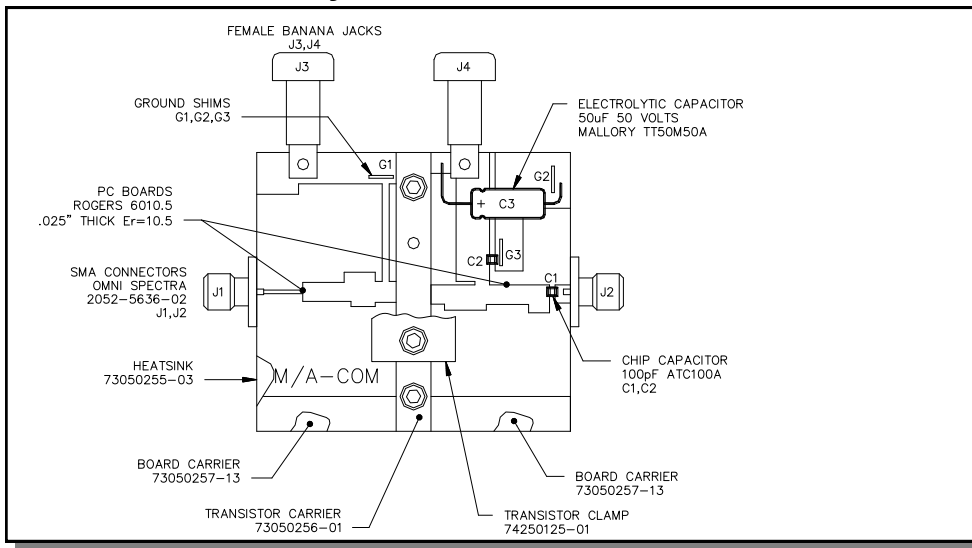 FEMALE BANANA JACKS
J3,J4
J3
J4
GROUND SHIMS
G1,G2,G3
ELECTROLYTIC CAPACITOR
50uF 50 VOLTS
MALLORY TT50M50A
G1
G2
PC BOARDS
ROGERS 6010.5
.025" THICK Er=10.5
+ C3
C2
G3
SMA CONNECTORS
OMNI SPECTRA
2052-5636-02
J1,J2
J1
C1
J2
HEATSINK
73050255-03
M/A-COM
CHIP CAPACITOR
100pF ATC100A
C1,C2
BOARD CARRIER
73050257-13
BOARD CARRIER
73050257-13
TRANSISTOR CARRIER
73050256-01
TRANSISTOR CLAMP
74250125-01